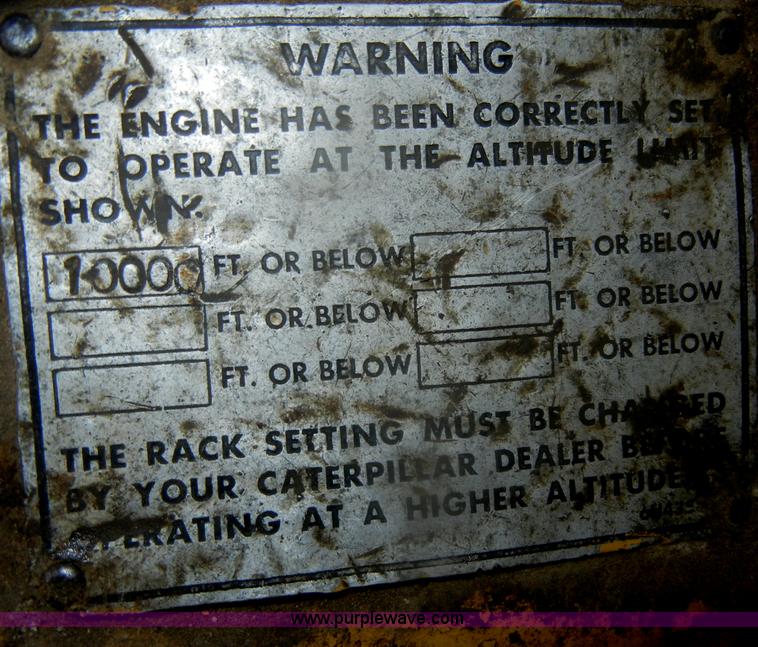 WARNING
THE ENGINE HAS BEEN CORRECTLY SET
TO OPERATE AT THE ALTITUDE LIMIT
SHOWN.
10000 FT. OR BELOW FT. OR BELOW
FT. OR BELOW FT. OR BELOW
FT. OR BELOW FT. OR BELOW
THE RACK SETTING MUST BE CHANGED
BY YOUR CATERPILLAR DEALER BEFORE
OPERATING AT A HIGHER ALTITUDE.
www.purplewave.com